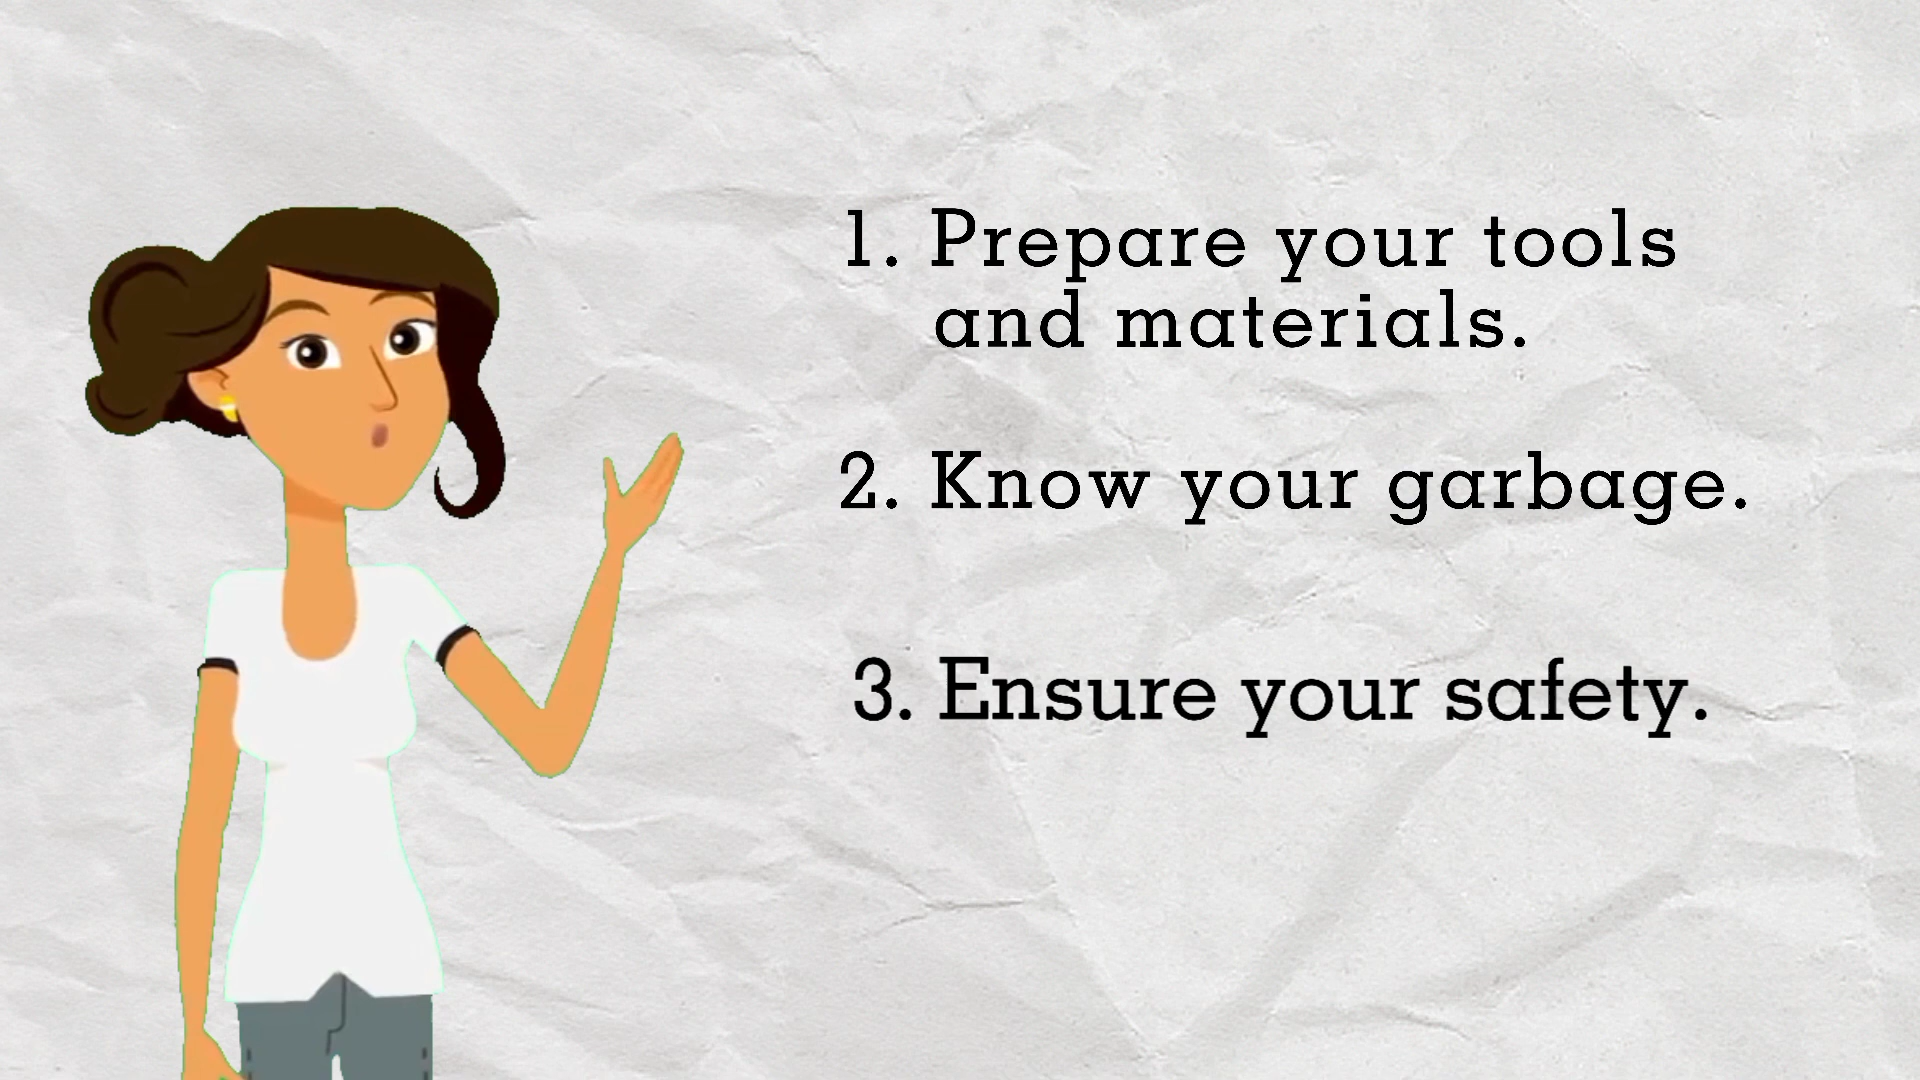 1. Prepare your tools
and materials.
2. Know your garbage.
3. Ensure your safety.